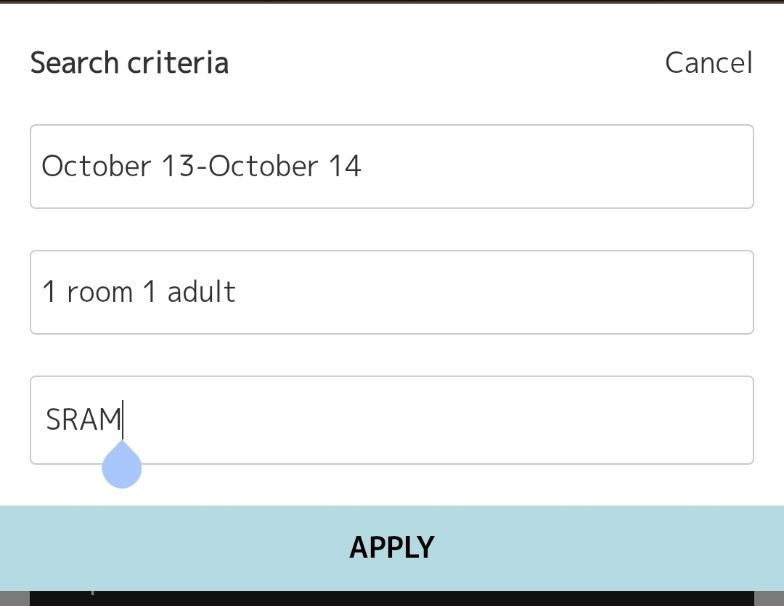 Search criteria
Cancel
October 13-October 14
1 room 1 adult
SRAM
APPLY